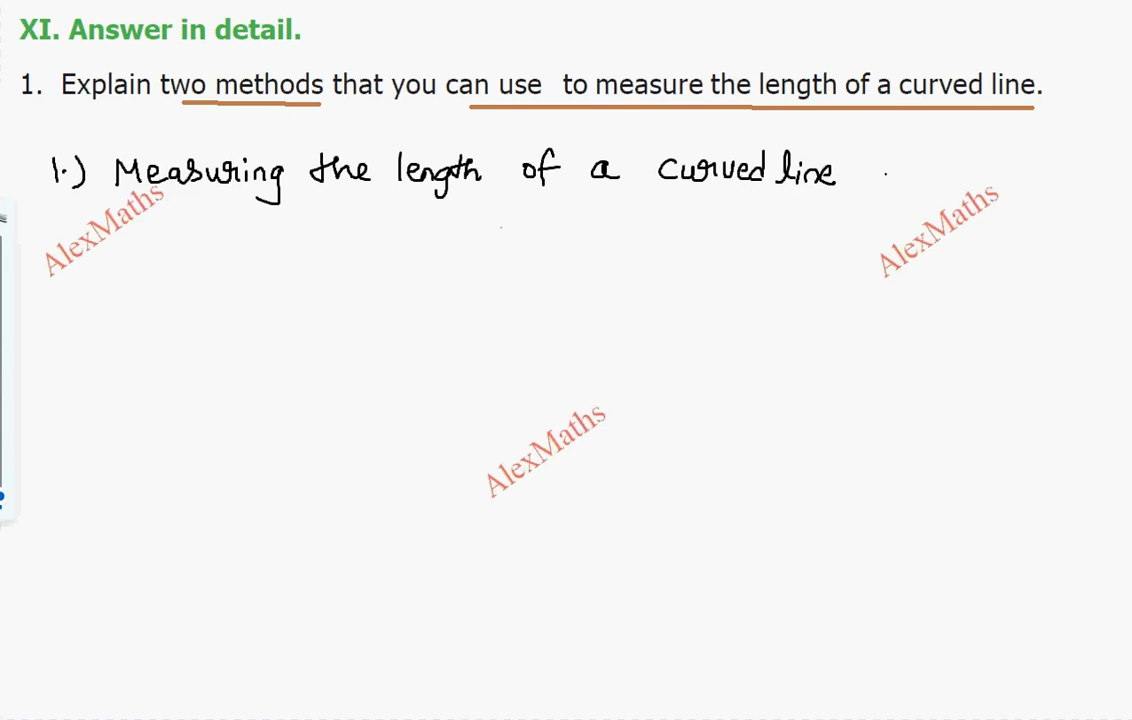 XI. Answer in detail.
1. Explain two methods that you can use to measure the length of a curved line.
1.) Measuring the length of a curved line
AlexMaths
AlexMaths
AlexMaths